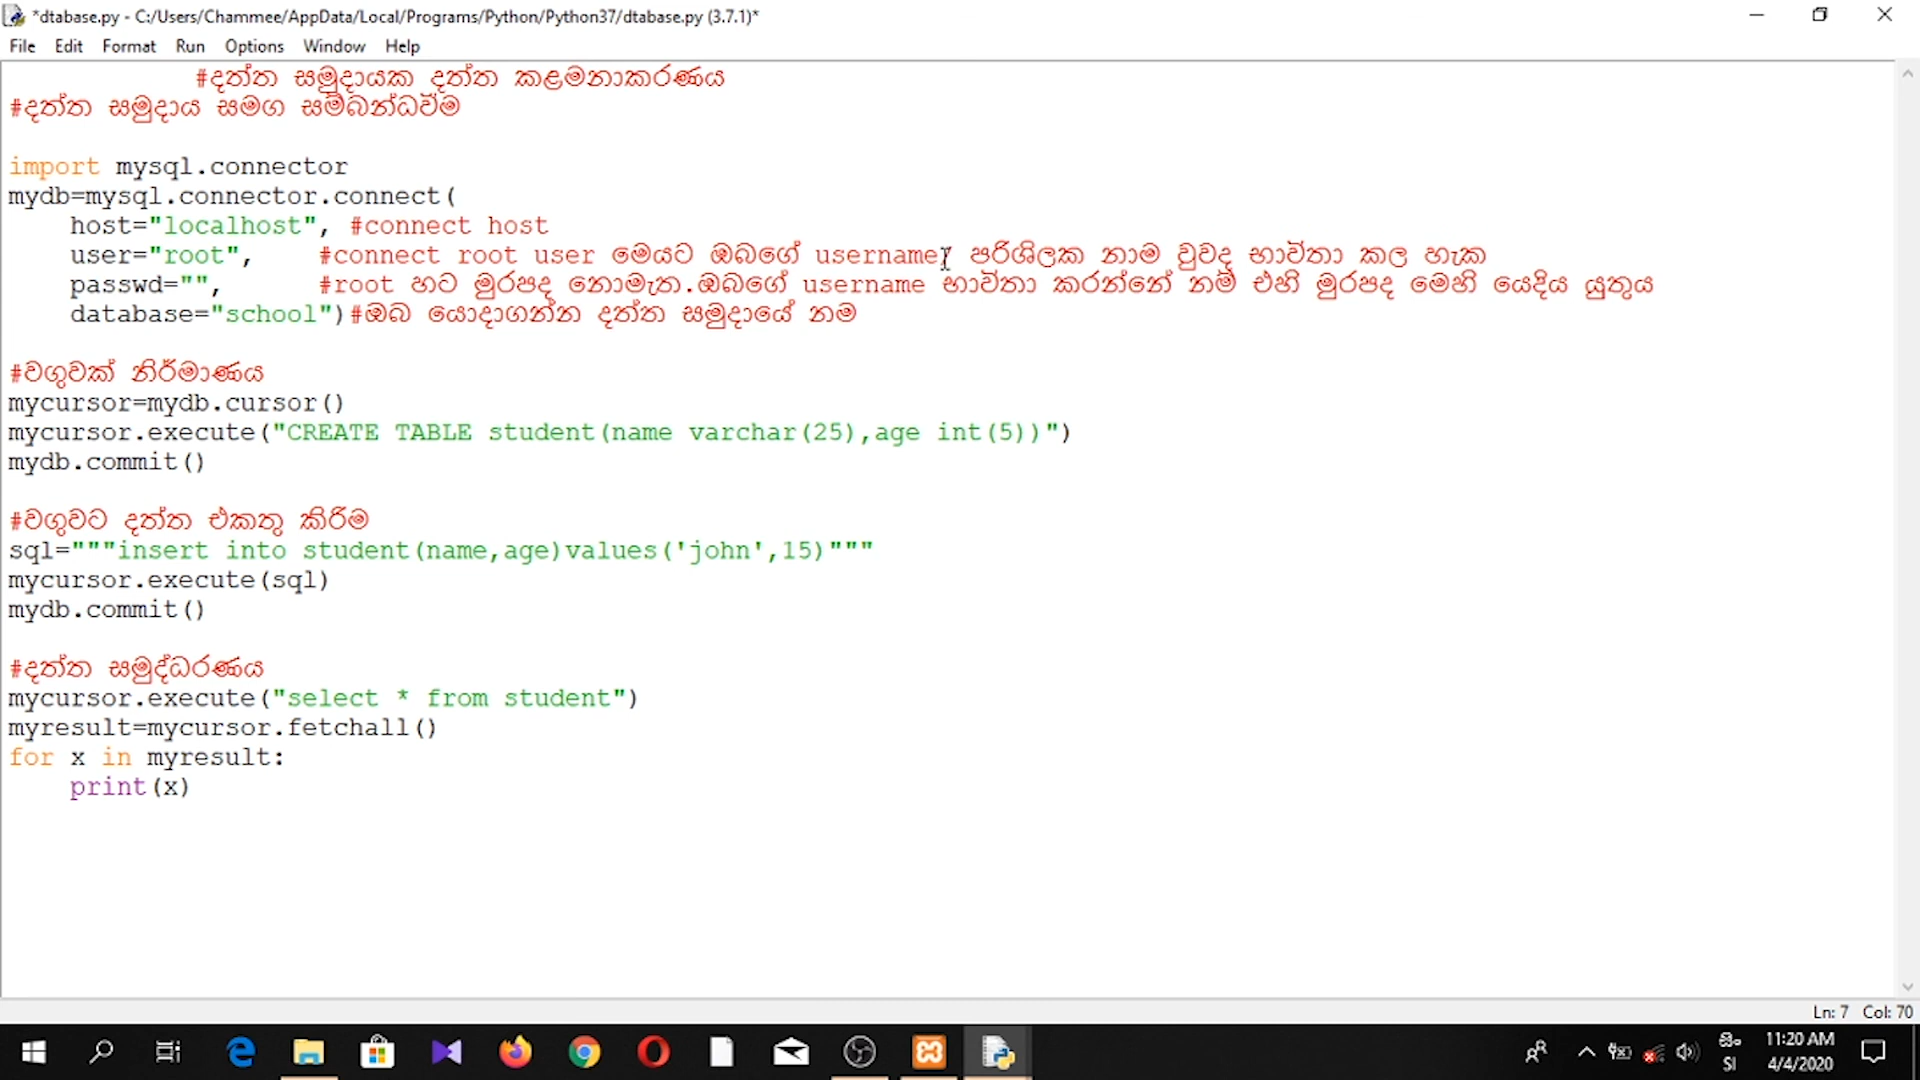 *dtabase.py - C:/Users/Chammee/AppData/Local/Programs/Python/Python37/dtabase.py (3.7.1)*
File Edit Format Run Options Window Help
#දත්ත සමුදායක දත්ත කළමනාකරණය
#දත්ත සමුදාය සමග සම්බන්ධවීම
import mysql.connector
mydb=mysql.connector.connect(
host="localhost", #connect host
user="root", #connect root user මෙයට ඔබගේ username පරිශිලක නාම වුවද භාවිතා කල හැක
passwd="", #root හට මුරපද නොමැත.ඔබගේ username භාවිතා කරන්නේ නම් එහි මුරපද මෙහි යෙදිය යුතුය
database="school")#ඔබ යොදාගන්න දත්ත සමුදායේ නම
#වගුවක් නිර්මාණය
mycursor=mydb.cursor()
mycursor.execute("CREATE TABLE student(name varchar(25),age int(5))")
mydb.commit()
#වගුවට දත්ත එකතු කිරිම
sql="""insert into student(name,age)values('john',15)"""
mycursor.execute(sql)
mydb.commit()
#දත්ත සමුද්ධරණය
mycursor.execute("select * from student")
myresult=mycursor.fetchall()
for x in myresult:
print(x)
Ln: 7 Col: 70
සිං 11:20 AM
SI 4/4/2020